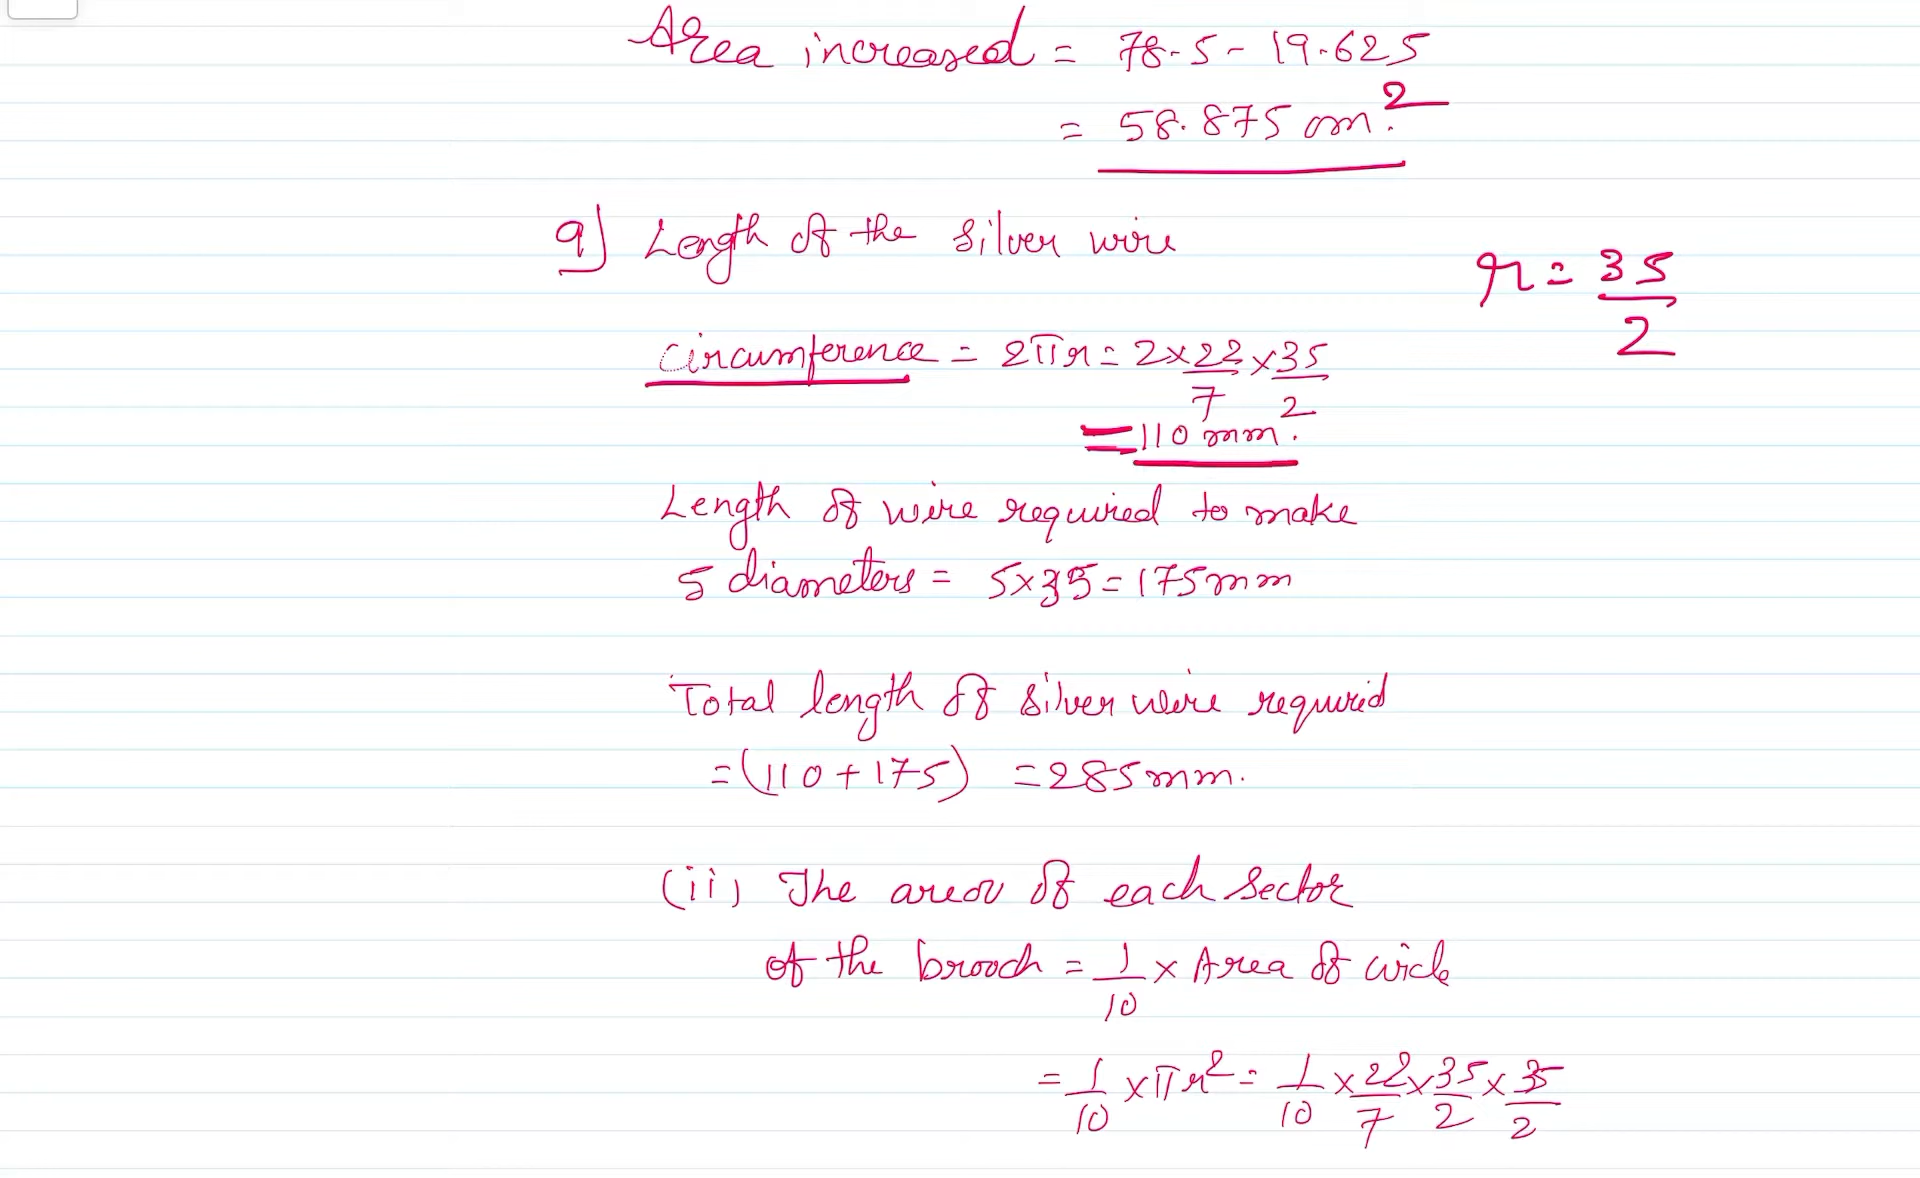 Area increased = 78.5 - 19.625
= 58.875 cm.²
9) Length of the silver wire
r = 35/2
circumference = 2πr = 2 × 22/7 × 35/2
= 110 mm.
Length of wire required to make
5 diameters = 5×35 = 175mm
Total length of silver wire required
= (110 + 175) = 285 mm.
(ii) The area of each sector
of the brooch = 1/10 × Area of circle
= 1/10 × πr² = 1/10 × 22/7 × 35/2 × 35/2